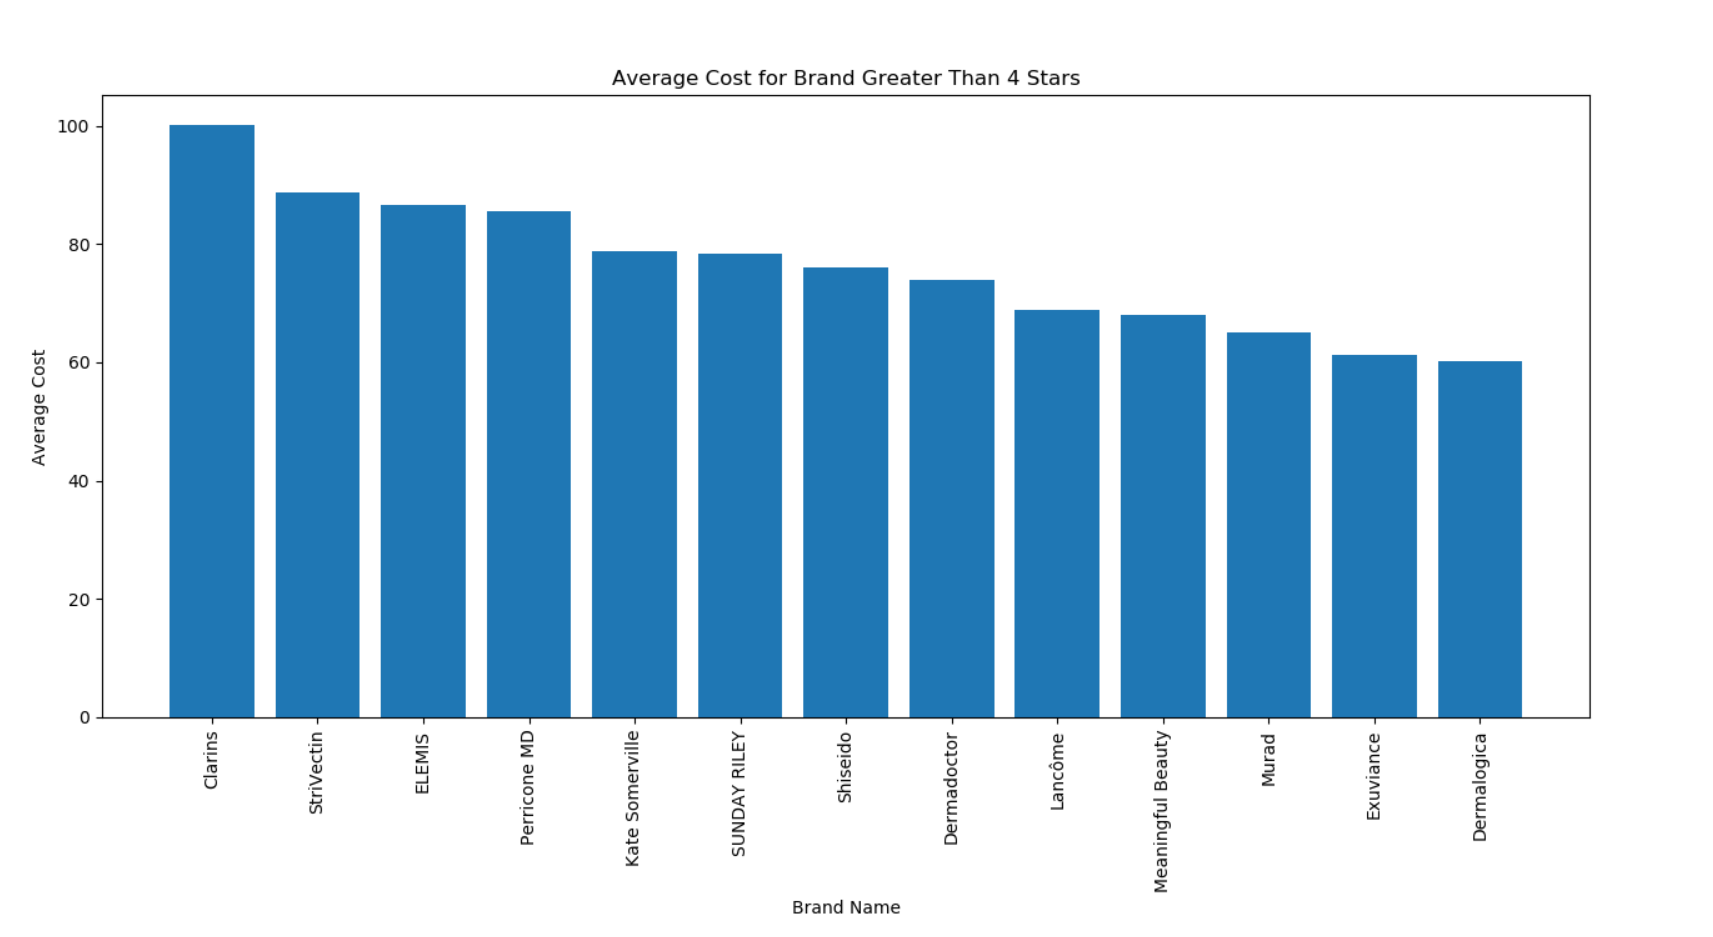 Average Cost for Brand Greater Than 4 Stars
100
80
60
40
20
0
Average Cost
Clarins
StriVectin
ELEMIS
Perricone MD
Kate Somerville
SUNDAY RILEY
Shiseido
Dermadoctor
Lancôme
Meaningful Beauty
Murad
Exuviance
Dermalogica
Brand Name